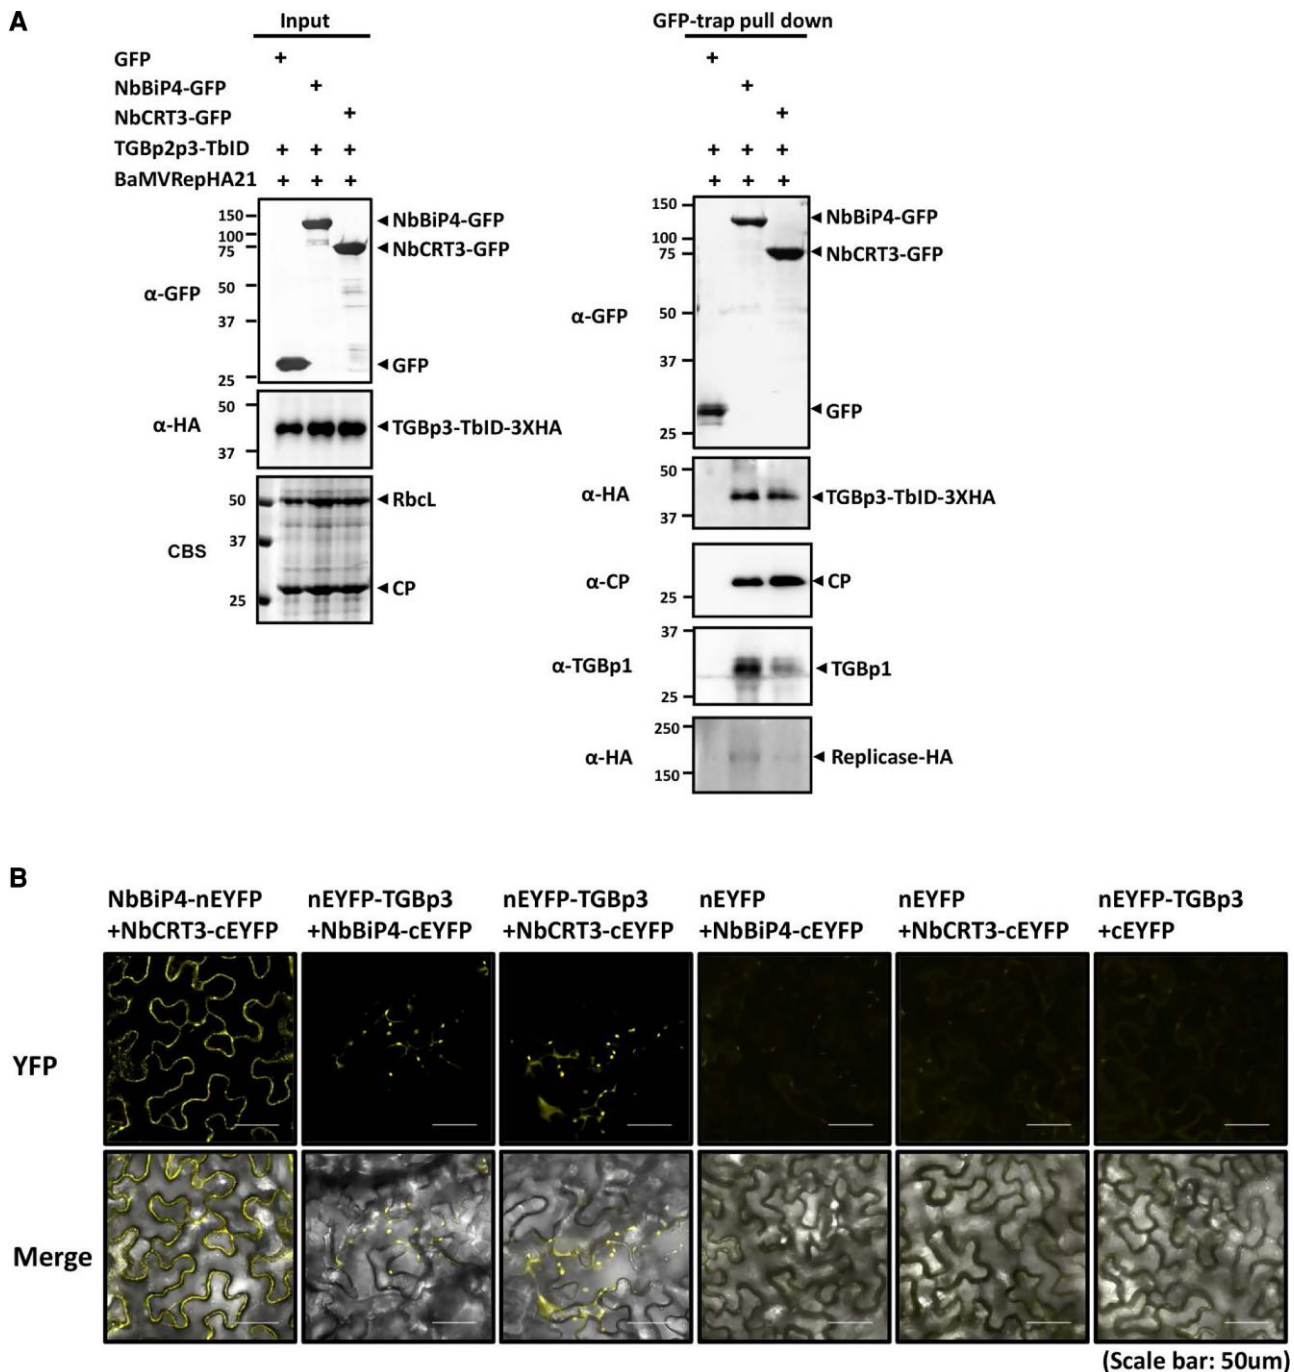 A
Input
GFP-trap pull down
GFP + +
NbBiP4-GFP + +
NbCRT3-GFP + +
TGBp2p3-TbID + + + + + +
BaMVRepHA21 + + + + + +
α-GFP
150
100
75
50
37
25
NbBiP4-GFP
NbCRT3-GFP
GFP
α-HA
50
37
TGBp3-TbID-3XHA
CBS
50
37
25
RbcL
CP
α-GFP
150
100
75
50
37
25
NbBiP4-GFP
NbCRT3-GFP
GFP
α-HA
50
37
TGBp3-TbID-3XHA
α-CP
25
CP
α-TGBp1
37
25
TGBp1
α-HA
250
150
Replicase-HA
B
NbBiP4-nEYFP
+NbCRT3-cEYFP
nEYFP-TGBp3
+NbBiP4-cEYFP
nEYFP-TGBp3
+NbCRT3-cEYFP
nEYFP
+NbBiP4-cEYFP
nEYFP
+NbCRT3-cEYFP
nEYFP-TGBp3
+cEYFP
YFP
Merge
(Scale bar: 50um)